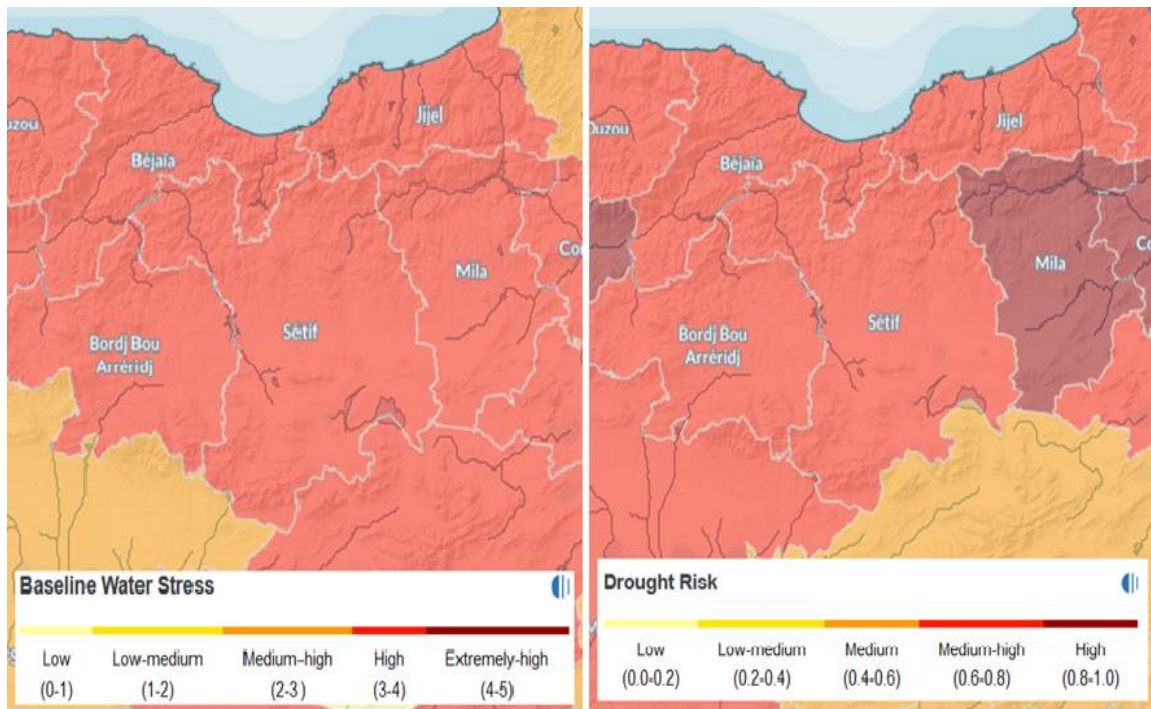 Jijel
uzou
Béjaïa
Mila
Sétif
Bordj Bou
Arréridj
Baseline Water Stress
Low
Low-medium
Medium-high
High
Extremely-high
(0-1)
(1-2)
(2-3)
(3-4)
(4-5)
Jijel
Ouzou
Béjaïa
Mila
Sétif
Bordj Bou
Arréridj
Drought Risk
Low
Low-medium
Medium
Medium-high
High
(0.0-0.2)
(0.2-0.4)
(0.4-0.6)
(0.6-0.8)
(0.8-1.0)